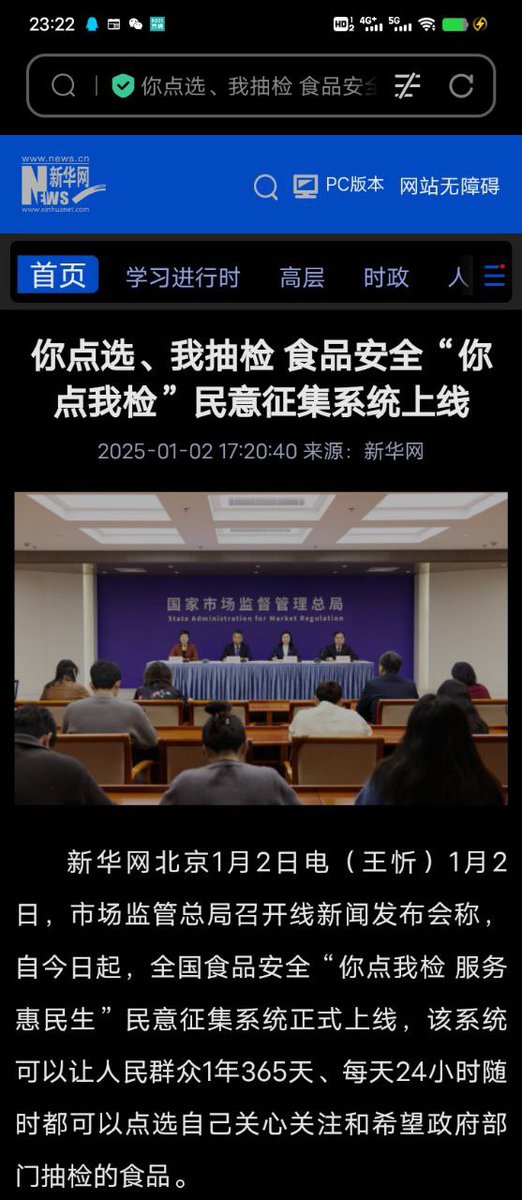 23:22
HD 1 2 4G+ 5G
你点选、我抽检 食品安全
www.news.cn
新华网
NEWS
www.xinhuanet.com
PC版本 网站无障碍
首页 学习进行时 高层 时政 人
你点选、我抽检 食品安全“你
点我检”民意征集系统上线
2025-01-02 17:20:40 来源：新华网
国家市场监督管理总局
State Administration for Market Regulation
新华网北京1月2日电（王忻）1月2
日，市场监管总局召开线新闻发布会称，
自今日起，全国食品安全“你点我检 服务
惠民生”民意征集系统正式上线，该系统
可以让人民群众1年365天、每天24小时随
时都可以点选自己关心关注和希望政府部
门抽检的食品。